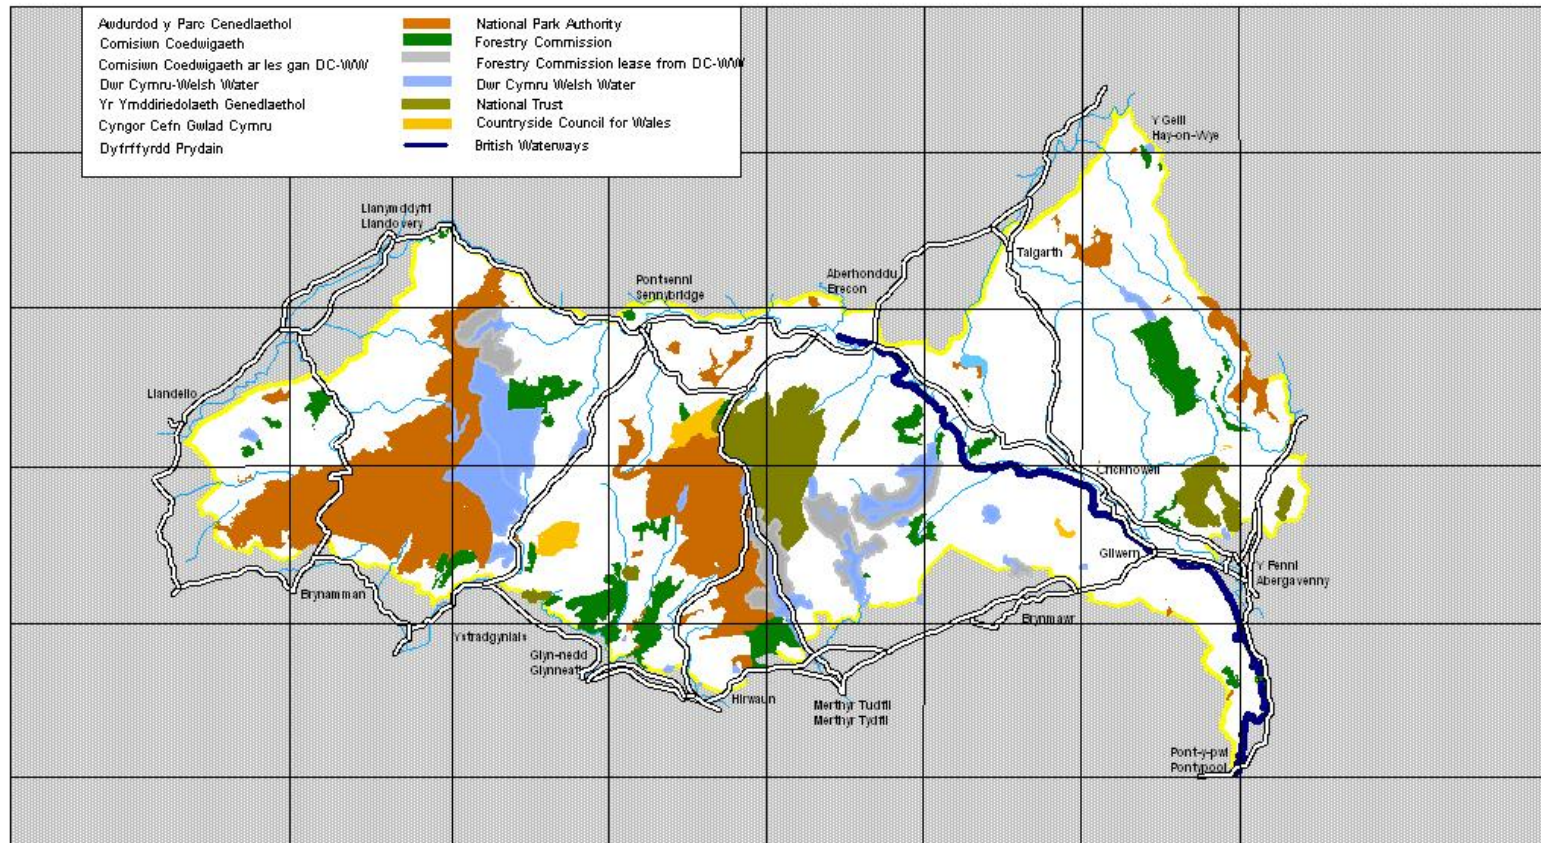 Awdurdod y Parc Cenedlaethol
National Park Authority
Comisiwn Coedwigaeth
Forestry Commission
Comisiwn Coedwigaeth ar les gan DC-WW
Forestry Commission lease from DC-WW
Dwr Cymru-Welsh Water
Dwr Cymru Welsh Water
Yr Ymddiriedolaeth Genedlaethol
National Trust
Cyngor Cefn Gwlad Cymru
Countryside Council for Wales
Dyfrffyrdd Prydain
British Waterways
Y Gelli
Hay-on-Wye
Llanymddyfri
Llandovery
Talgarth
Pontsenni
Sennybridge
Aberhonddu
Brecon
Llandeilo
Crickhowell
Gilwern
Y Fenni
Abergavenny
Brynamman
Brynmawr
Ystradgynlais
Glyn-nedd
Glynneath
Hirwaun
Merthyr Tudfil
Merthyr Tydfil
Pont-y-pwl
Pontypool